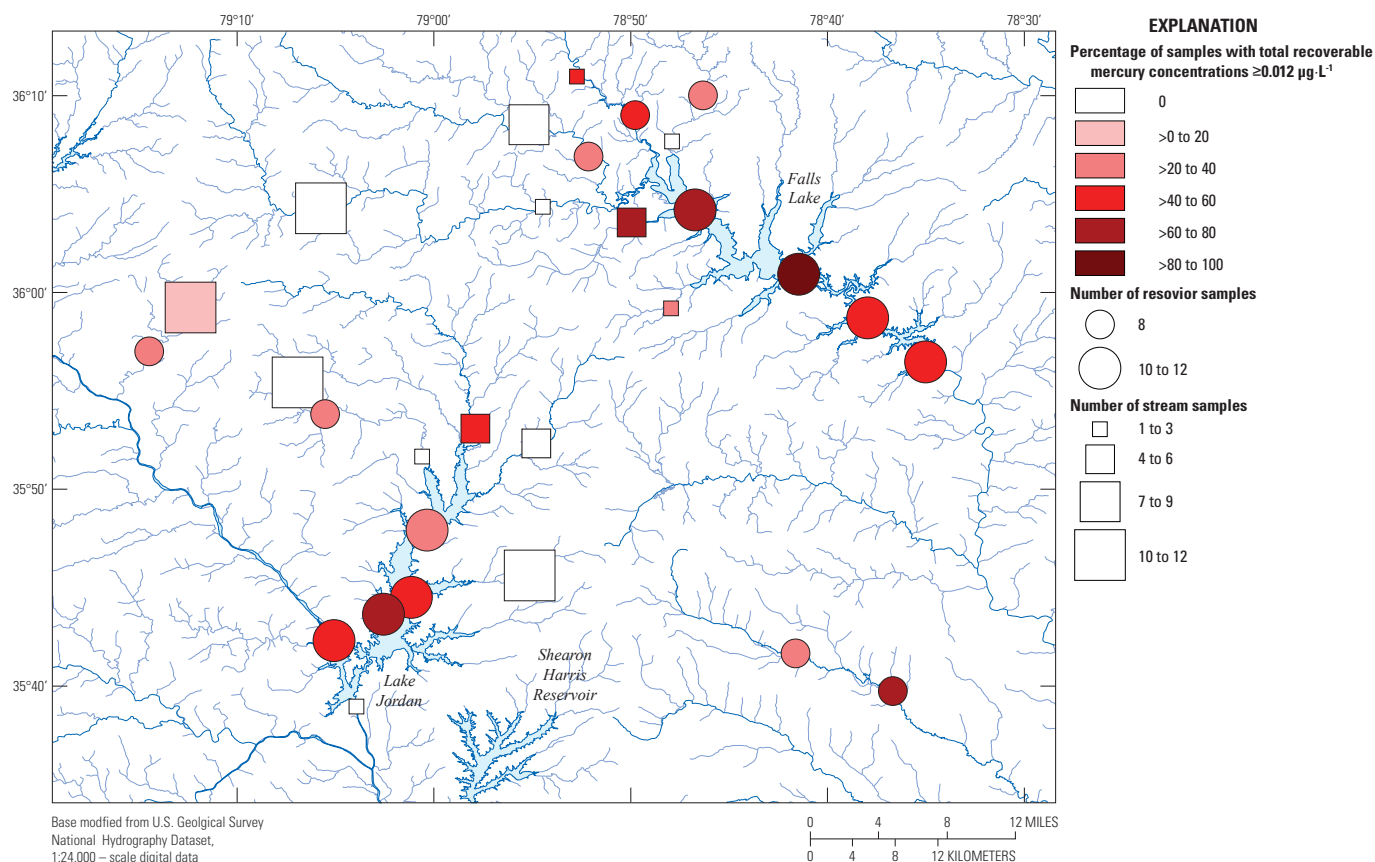 79°10′ 79°00′ 78°50′ 78°40′ 78°30′
36°10′
36°00′
35°50′
35°40′
Falls
Lake
Shearon
Harris
Reservoir
Lake
Jordan
EXPLANATION
Percentage of samples with total recoverable
mercury concentrations ≥0.012 µg·L⁻¹
0
>0 to 20
>20 to 40
>40 to 60
>60 to 80
>80 to 100
Number of resovior samples
8
10 to 12
Number of stream samples
1 to 3
4 to 6
7 to 9
10 to 12
Base modfied from U.S. Geolgical Survey
National Hydrography Dataset,
1:24,000 – scale digital data
0 4 8 12 MILES
0 4 8 12 KILOMETERS